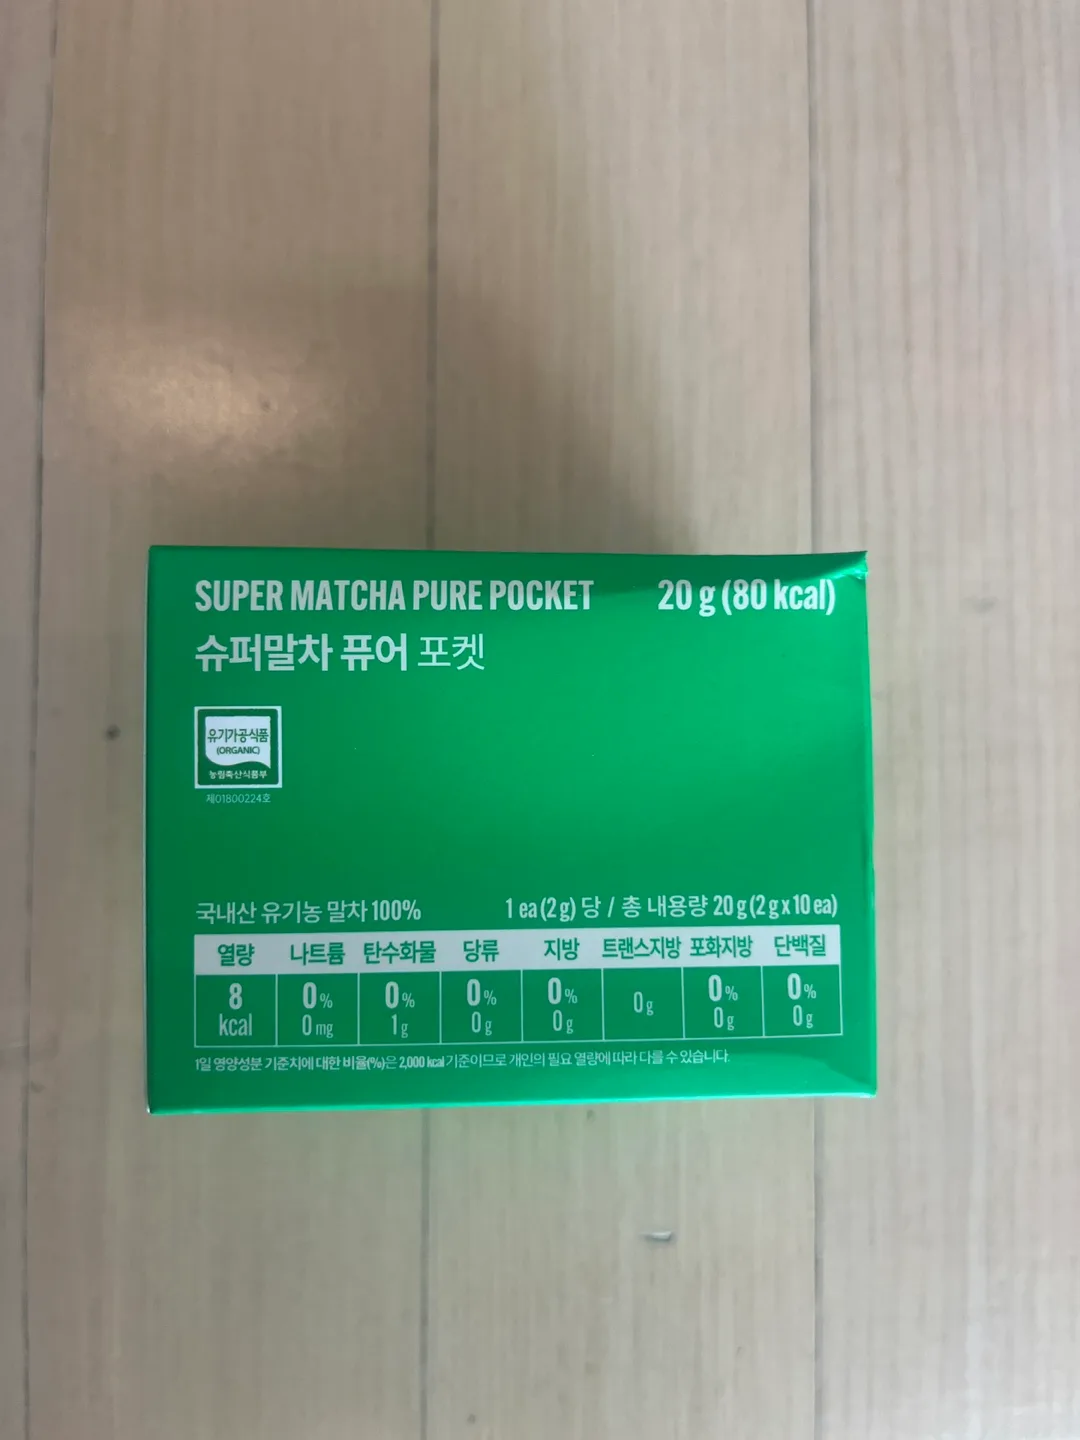 SUPER MATCHA PURE POCKET 20 g (80 kcal)
슈퍼말차 퓨어 포켓
유기가공식품
(ORGANIC)
농림축산식품부
제01800224호
국내산 유기농 말차 100% 1 ea (2 g) 당 / 총 내용량 20 g (2 g x 10 ea)
열량 나트륨 탄수화물 당류 지방 트랜스지방 포화지방 단백질
8 kcal 0 % 0 mg 0 % 1 g 0 % 0 g 0 % 0 g 0 g 0 % 0 g 0 % 0 g
1일 영양성분 기준치에 대한 비율(%)은 2,000 kcal 기준이므로 개인의 필요 열량에 따라 다를 수 있습니다.